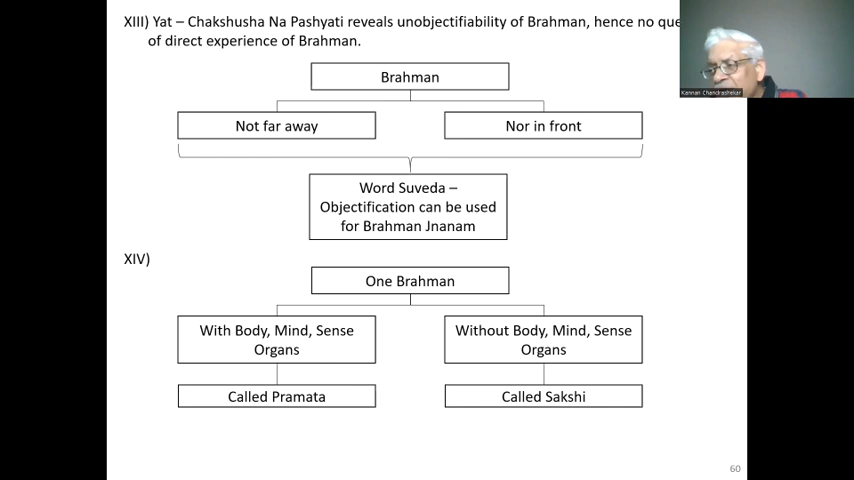 XIII) Yat – Chakshusha Na Pashyati reveals unobjectifiability of Brahman, hence no
of direct experience of Brahman.
Brahman
Not far away
Nor in front
Word Suveda –
Objectification can be used
for Brahman Jnanam
XIV)
One Brahman
With Body, Mind, Sense
Organs
Without Body, Mind, Sense
Organs
Called Pramata
Called Sakshi
60
Kannan Chandrashekar